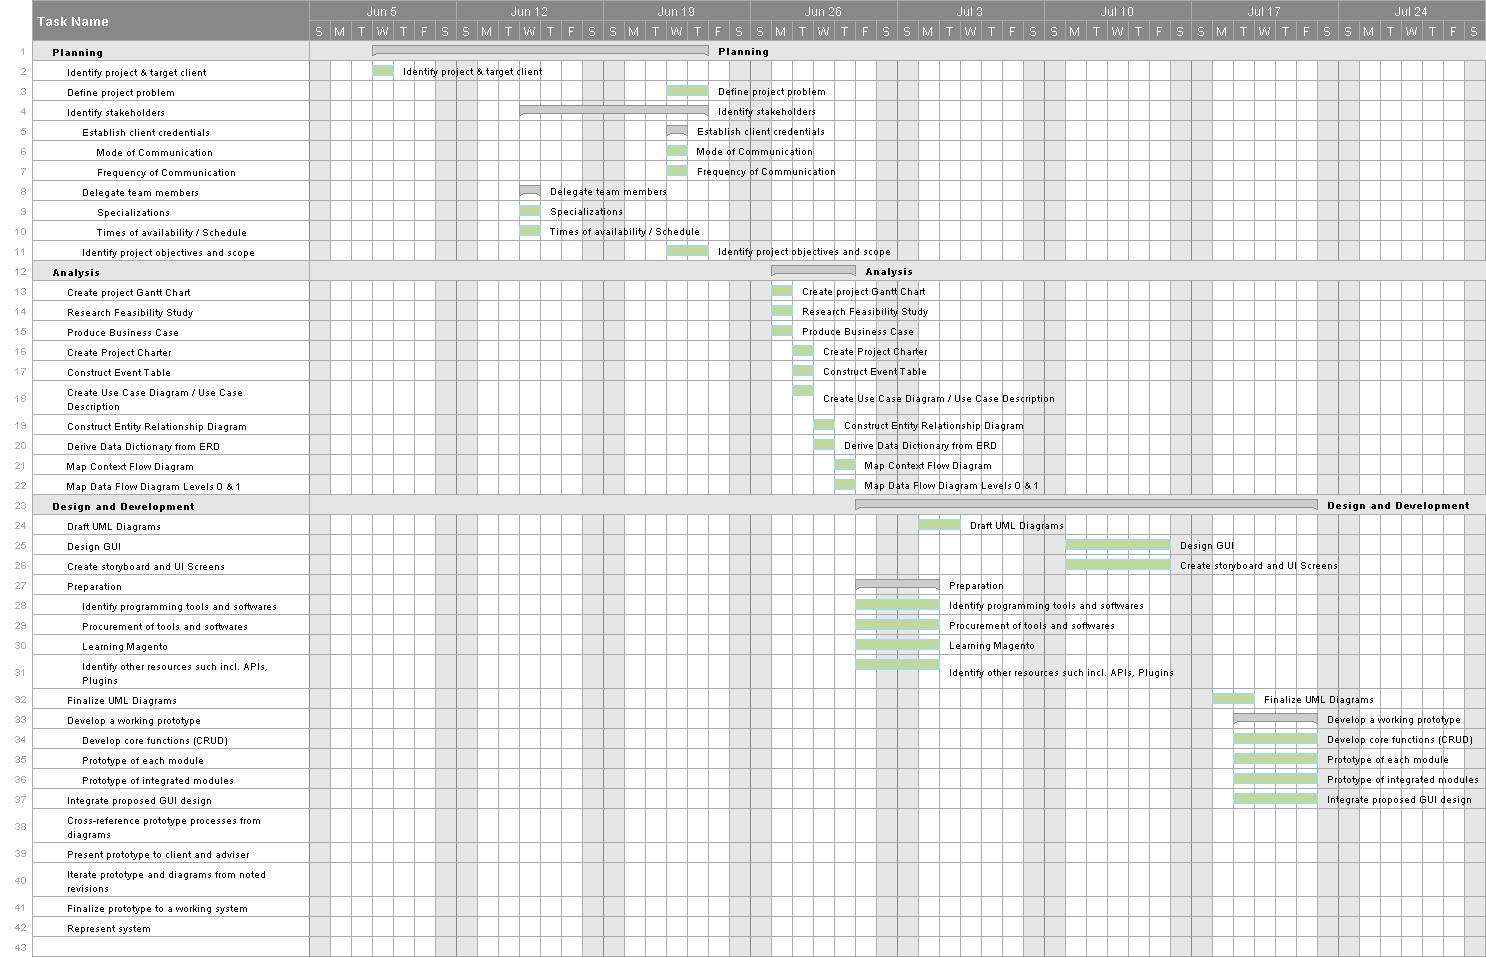 Task Name
Jun 5 Jun 12 Jun 19 Jun 26 Jul 3 Jul 10 Jul 17 Jul 24
S M T W T F S S M T W T F S S M T W T F S S M T W T F S S M T W T F S S M T W T F S S M T W T F S S M T W T F S
1 Planning Planning
2 Identify project & target client Identify project & target client
3 Define project problem Define project problem
4 Identify stakeholders Identify stakeholders
5 Establish client credentials Establish client credentials
6 Mode of Communication Mode of Communication
7 Frequency of Communication Frequency of Communication
8 Delegate team members Delegate team members
9 Specializations Specializations
10 Times of availability / Schedule Times of availability / Schedule
11 Identify project objectives and scope Identify project objectives and scope
12 Analysis Analysis
13 Create project Gantt Chart Create project Gantt Chart
14 Research Feasibility Study Research Feasibility Study
15 Produce Business Case Produce Business Case
16 Create Project Charter Create Project Charter
17 Construct Event Table Construct Event Table
18 Create Use Case Diagram / Use Case
Description Create Use Case Diagram / Use Case Description
19 Construct Entity Relationship Diagram Construct Entity Relationship Diagram
20 Derive Data Dictionary from ERD Derive Data Dictionary from ERD
21 Map Context Flow Diagram Map Context Flow Diagram
22 Map Data Flow Diagram Levels 0 & 1 Map Data Flow Diagram Levels 0 & 1
23 Design and Development Design and Development
24 Draft UML Diagrams Draft UML Diagrams
25 Design GUI Design GUI
26 Create storyboard and UI Screens Create storyboard and UI Screens
27 Preparation Preparation
28 Identify programming tools and softwares Identify programming tools and softwares
29 Procurement of tools and softwares Procurement of tools and softwares
30 Learning Magento Learning Magento
31 Identify other resources such incl. APIs,
Plugins Identify other resources such incl. APIs, Plugins
32 Finalize UML Diagrams Finalize UML Diagrams
33 Develop a working prototype Develop a working prototype
34 Develop core functions (CRUD) Develop core functions (CRUD)
35 Prototype of each module Prototype of each module
36 Prototype of integrated modules Prototype of integrated modules
37 Integrate proposed GUI design Integrate proposed GUI design
38 Cross-reference prototype processes from
diagrams
39 Present prototype to client and adviser
40 Iterate prototype and diagrams from noted
revisions
41 Finalize prototype to a working system
42 Represent system
43